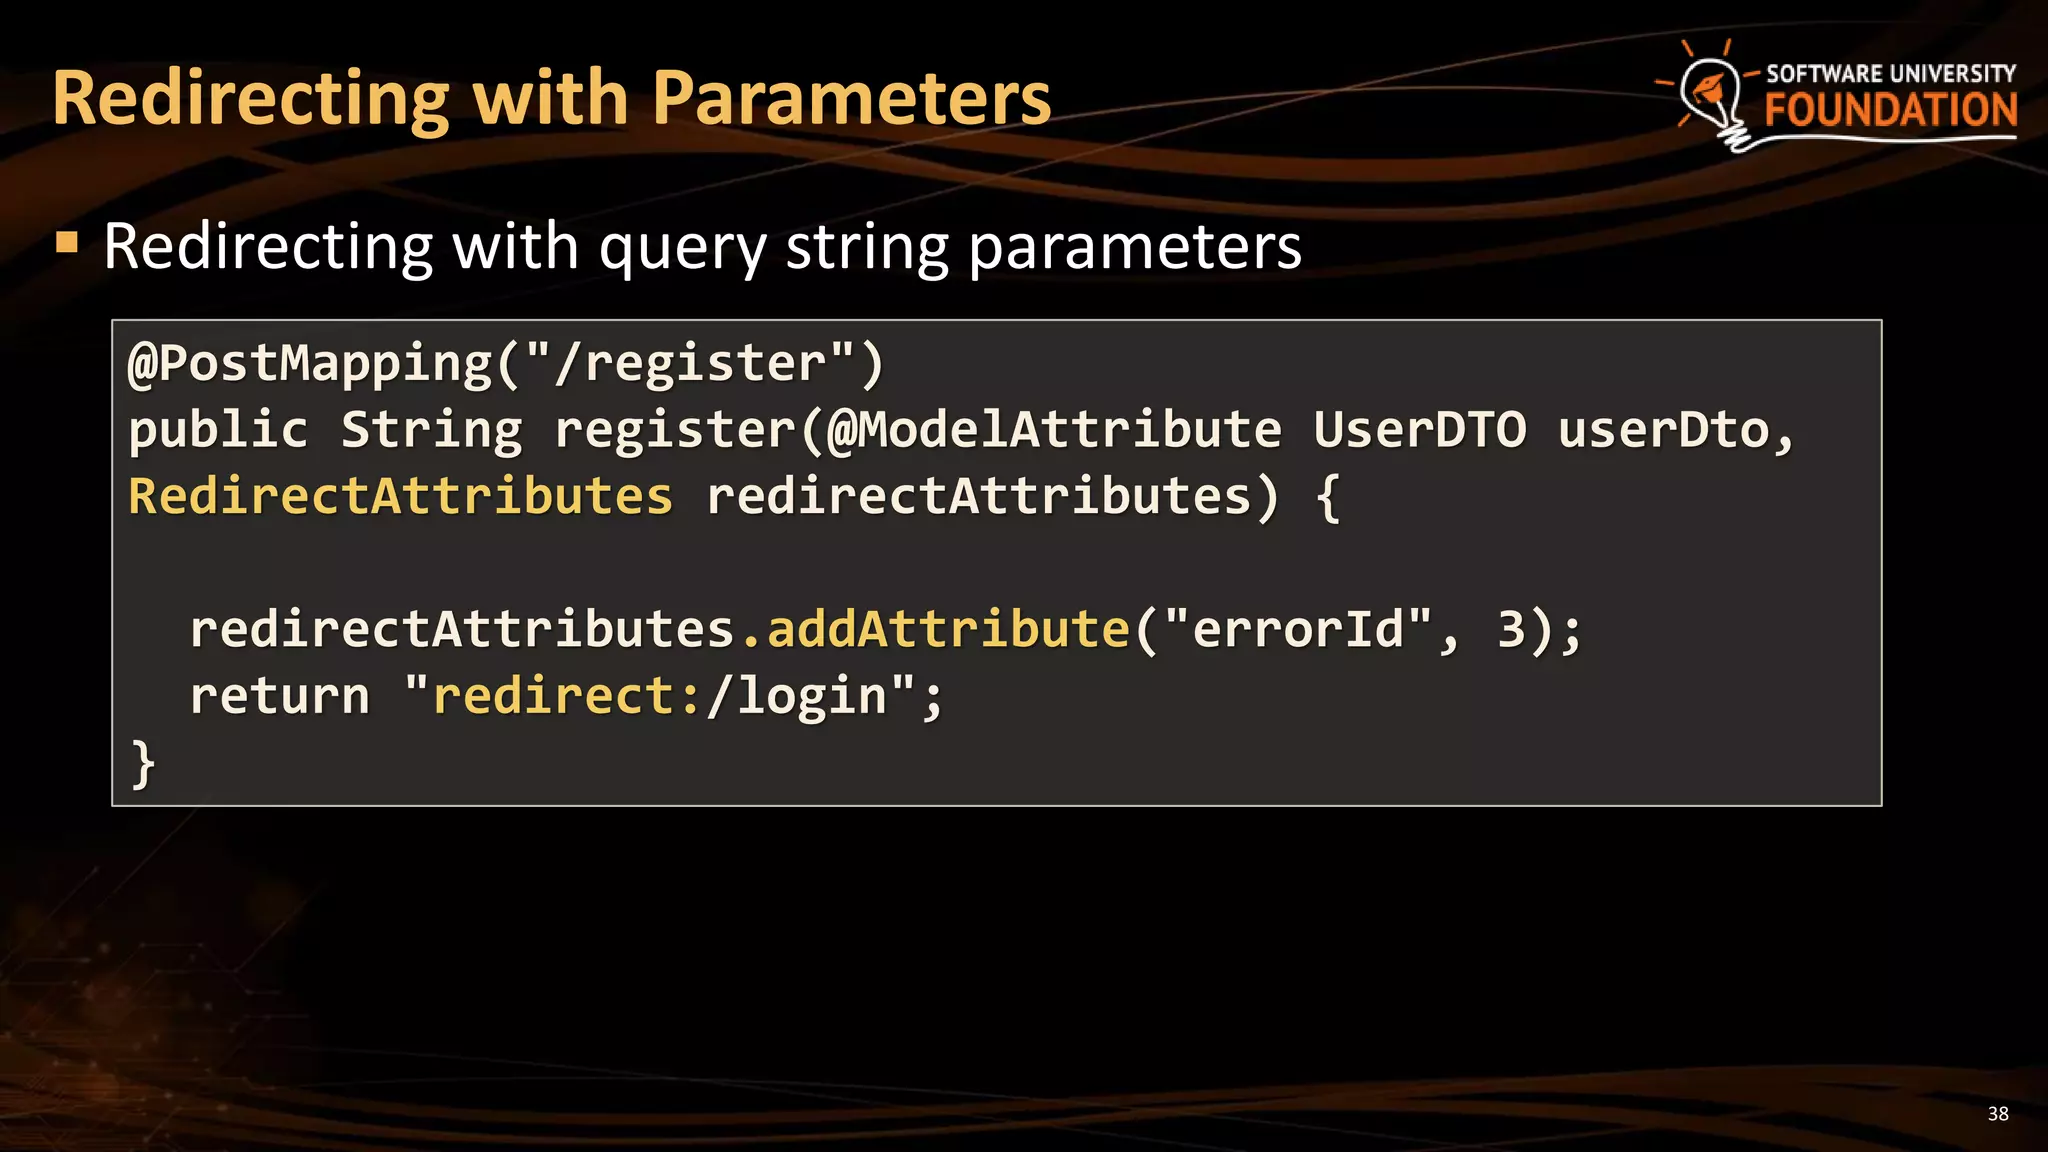 Redirecting with Parameters
SOFTWARE UNIVERSITY
FOUNDATION
▪ Redirecting with query string parameters
@PostMapping("/register")
public String register(@ModelAttribute UserDTO userDto,
RedirectAttributes redirectAttributes) {
redirectAttributes.addAttribute("errorId", 3);
return "redirect:/login";
}
38